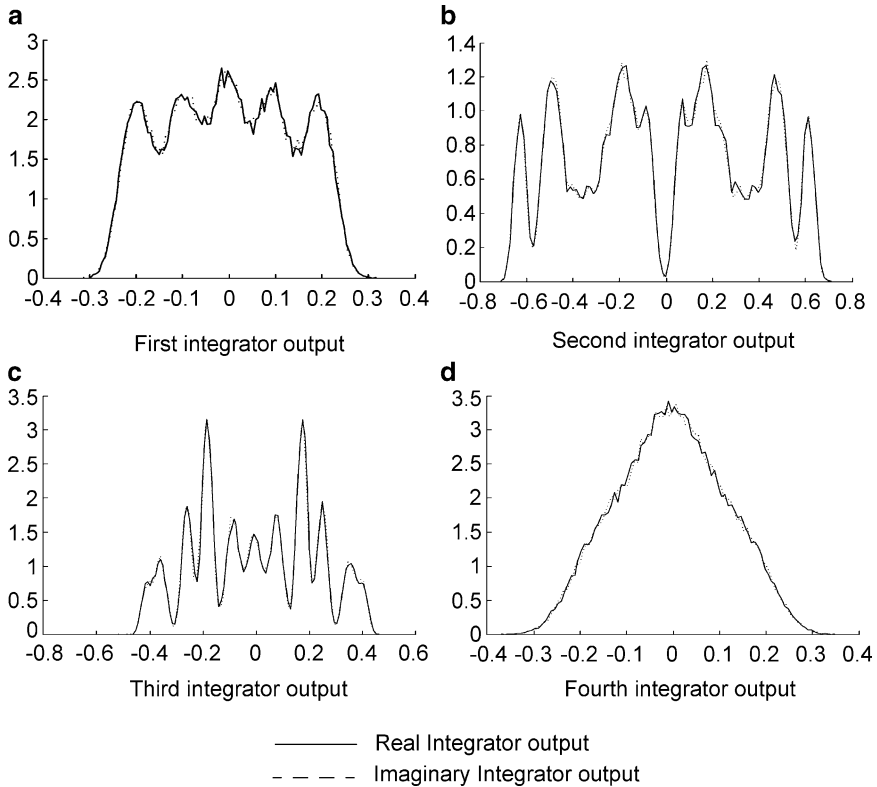 a
3
2.5
2
1.5
1
0.5
0
-0.4 -0.3 -0.2 -0.1 0 0.1 0.2 0.3 0.4
First integrator output
b
1.4
1.2
1.0
0.8
0.6
0.4
0.2
0
-0.8 -0.6 -0.4 -0.2 0 0.2 0.4 0.6 0.8
Second integrator output
c
3.5
3
2.5
2
1.5
1
0.5
0
-0.8 -0.6 -0.4 -0.2 0 0.2 0.4 0.6
Third integrator output
d
3.5
3
2.5
2
1.5
1
0.5
0
-0.4 -0.3 -0.2 -0.1 0 0.1 0.2 0.3 0.4
Fourth integrator output
Real Integrator output
Imaginary Integrator output